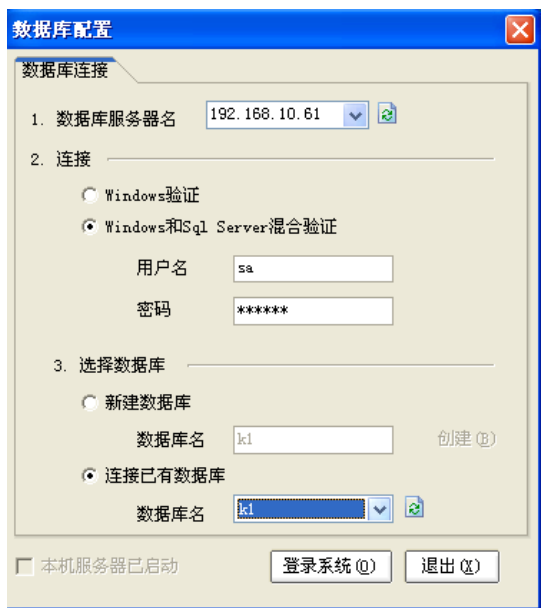 数据库配置
数据库连接
1. 数据库服务器名 192.168.10.61
2. 连接
Windows验证
Windows和Sql Server混合验证
用户名 sa
密码 ******
3. 选择数据库
新建数据库
数据库名 k1 创建(B)
连接已有数据库
数据库名 k1
本机服务器已启动 登录系统(O) 退出(X)